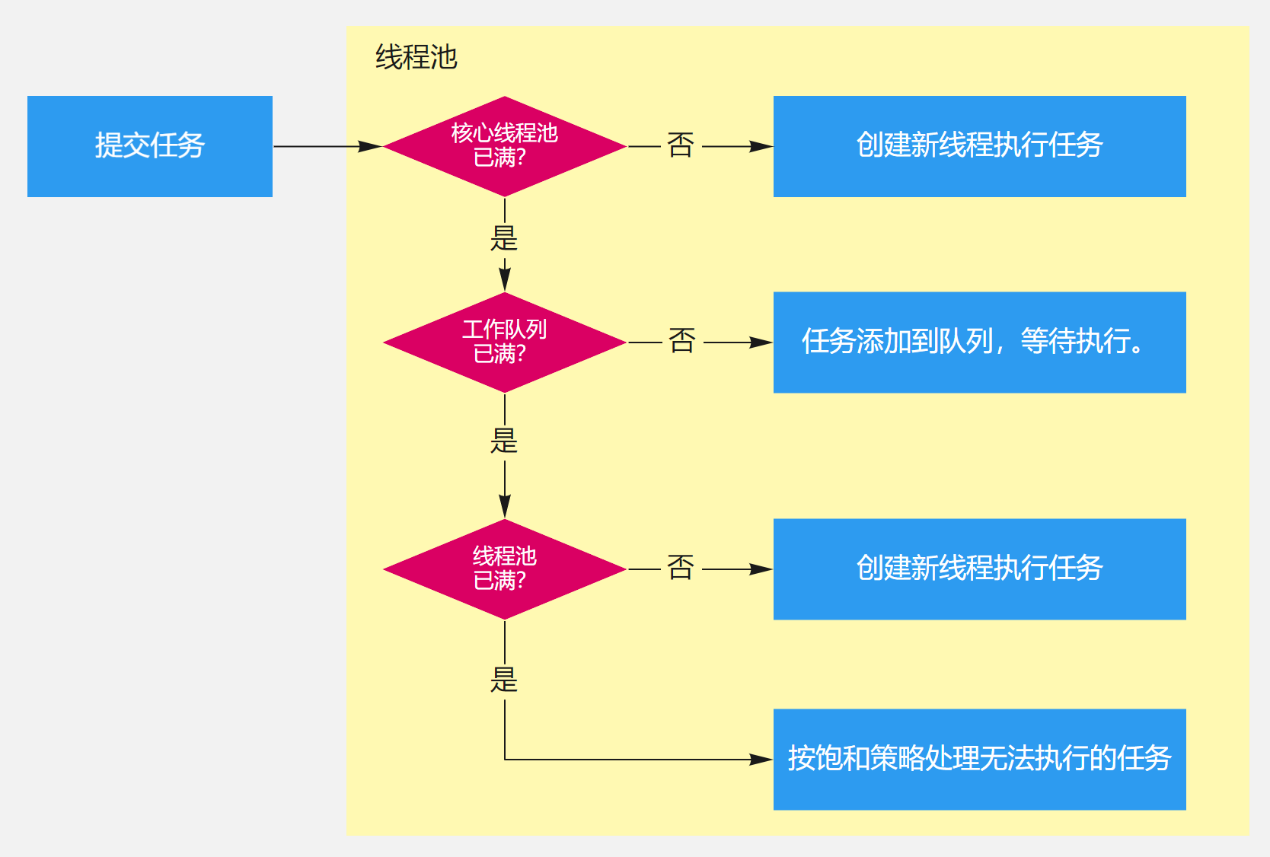 线程池
提交任务
核心线程池
已满?
否
创建新线程执行任务
是
工作队列
已满?
否
任务添加到队列，等待执行。
是
线程池
已满?
否
创建新线程执行任务
是
按饱和策略处理无法执行的任务